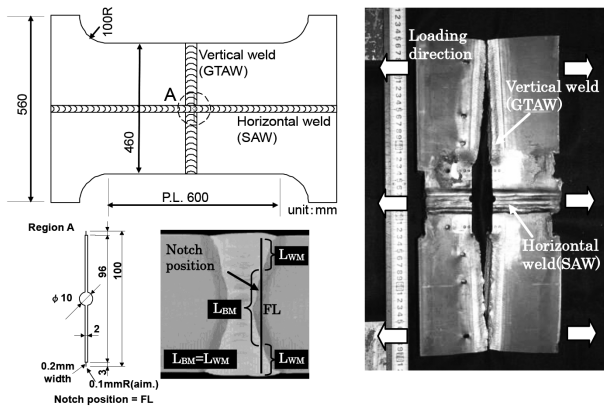 100R
560
460
Vertical weld
(GTAW)
A
Horizontal weld
(SAW)
P.L. 600
unit:mm
Region A
φ10
96
100
2
0.2mm
width
3
0.1mmR(aim.)
Notch position = FL
Notch
position
LWM
LBM
FL
LBM=LWM
LWM
Loading
direction
Vertical weld
(GTAW)
Horizontal
weld(SAW)